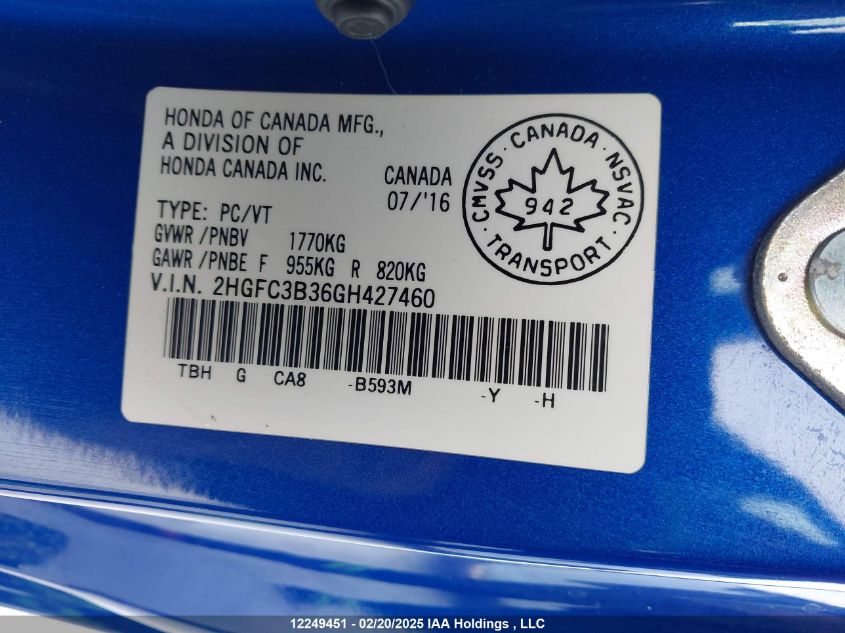 HONDA OF CANADA MFG.,
A DIVISION OF
HONDA CANADA INC.
CANADA
07/'16
TYPE: PC/VT
GVWR /PNBV 1770KG
GAWR /PNBE F 955KG R 820KG
V.I.N. 2HGFC3B36GH427460
TBH G CA8 -B593M -Y -H
CMVSS · CANADA · NSVAC · TRANSPORT ·
942
12249451 - 02/20/2025 IAA Holdings , LLC